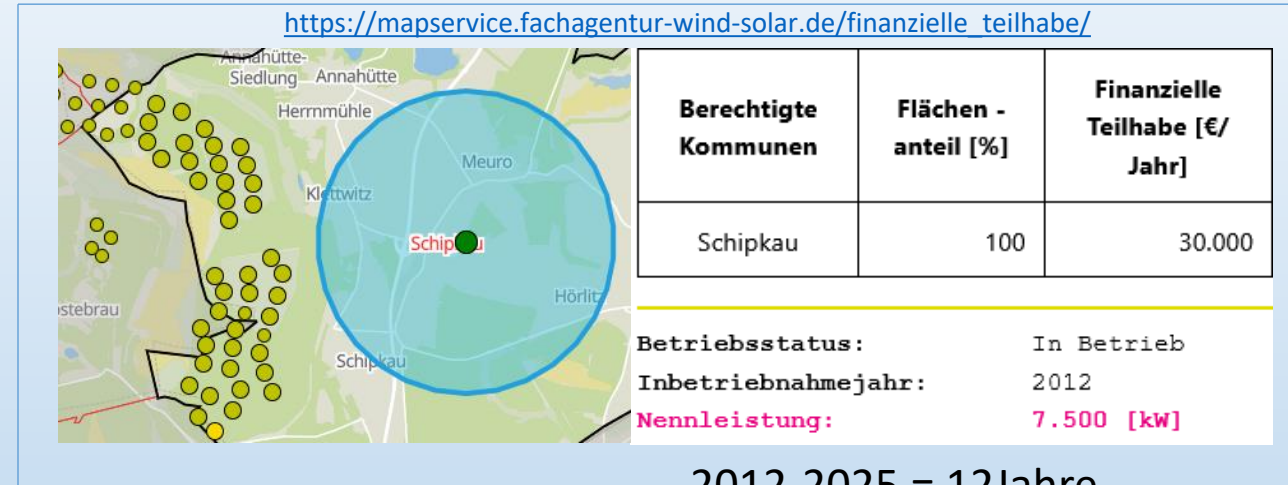 https://mapservice.fachagentur-wind-solar.de/finanzielle_teilhabe/
Annahütte-
Siedlung
Annahütte
Herrnmühle
Meuro
Klettwitz
Schipkau
Hörlitz
ostebrau
Schipkau
Berechtigte
Kommunen
Flächen -
anteil [%]
Finanzielle
Teilhabe [€/
Jahr]
Schipkau 100 30.000
Betriebsstatus: In Betrieb
Inbetriebnahmejahr: 2012
Nennleistung: 7.500 [kW]
2012-2025 = 12Jahre